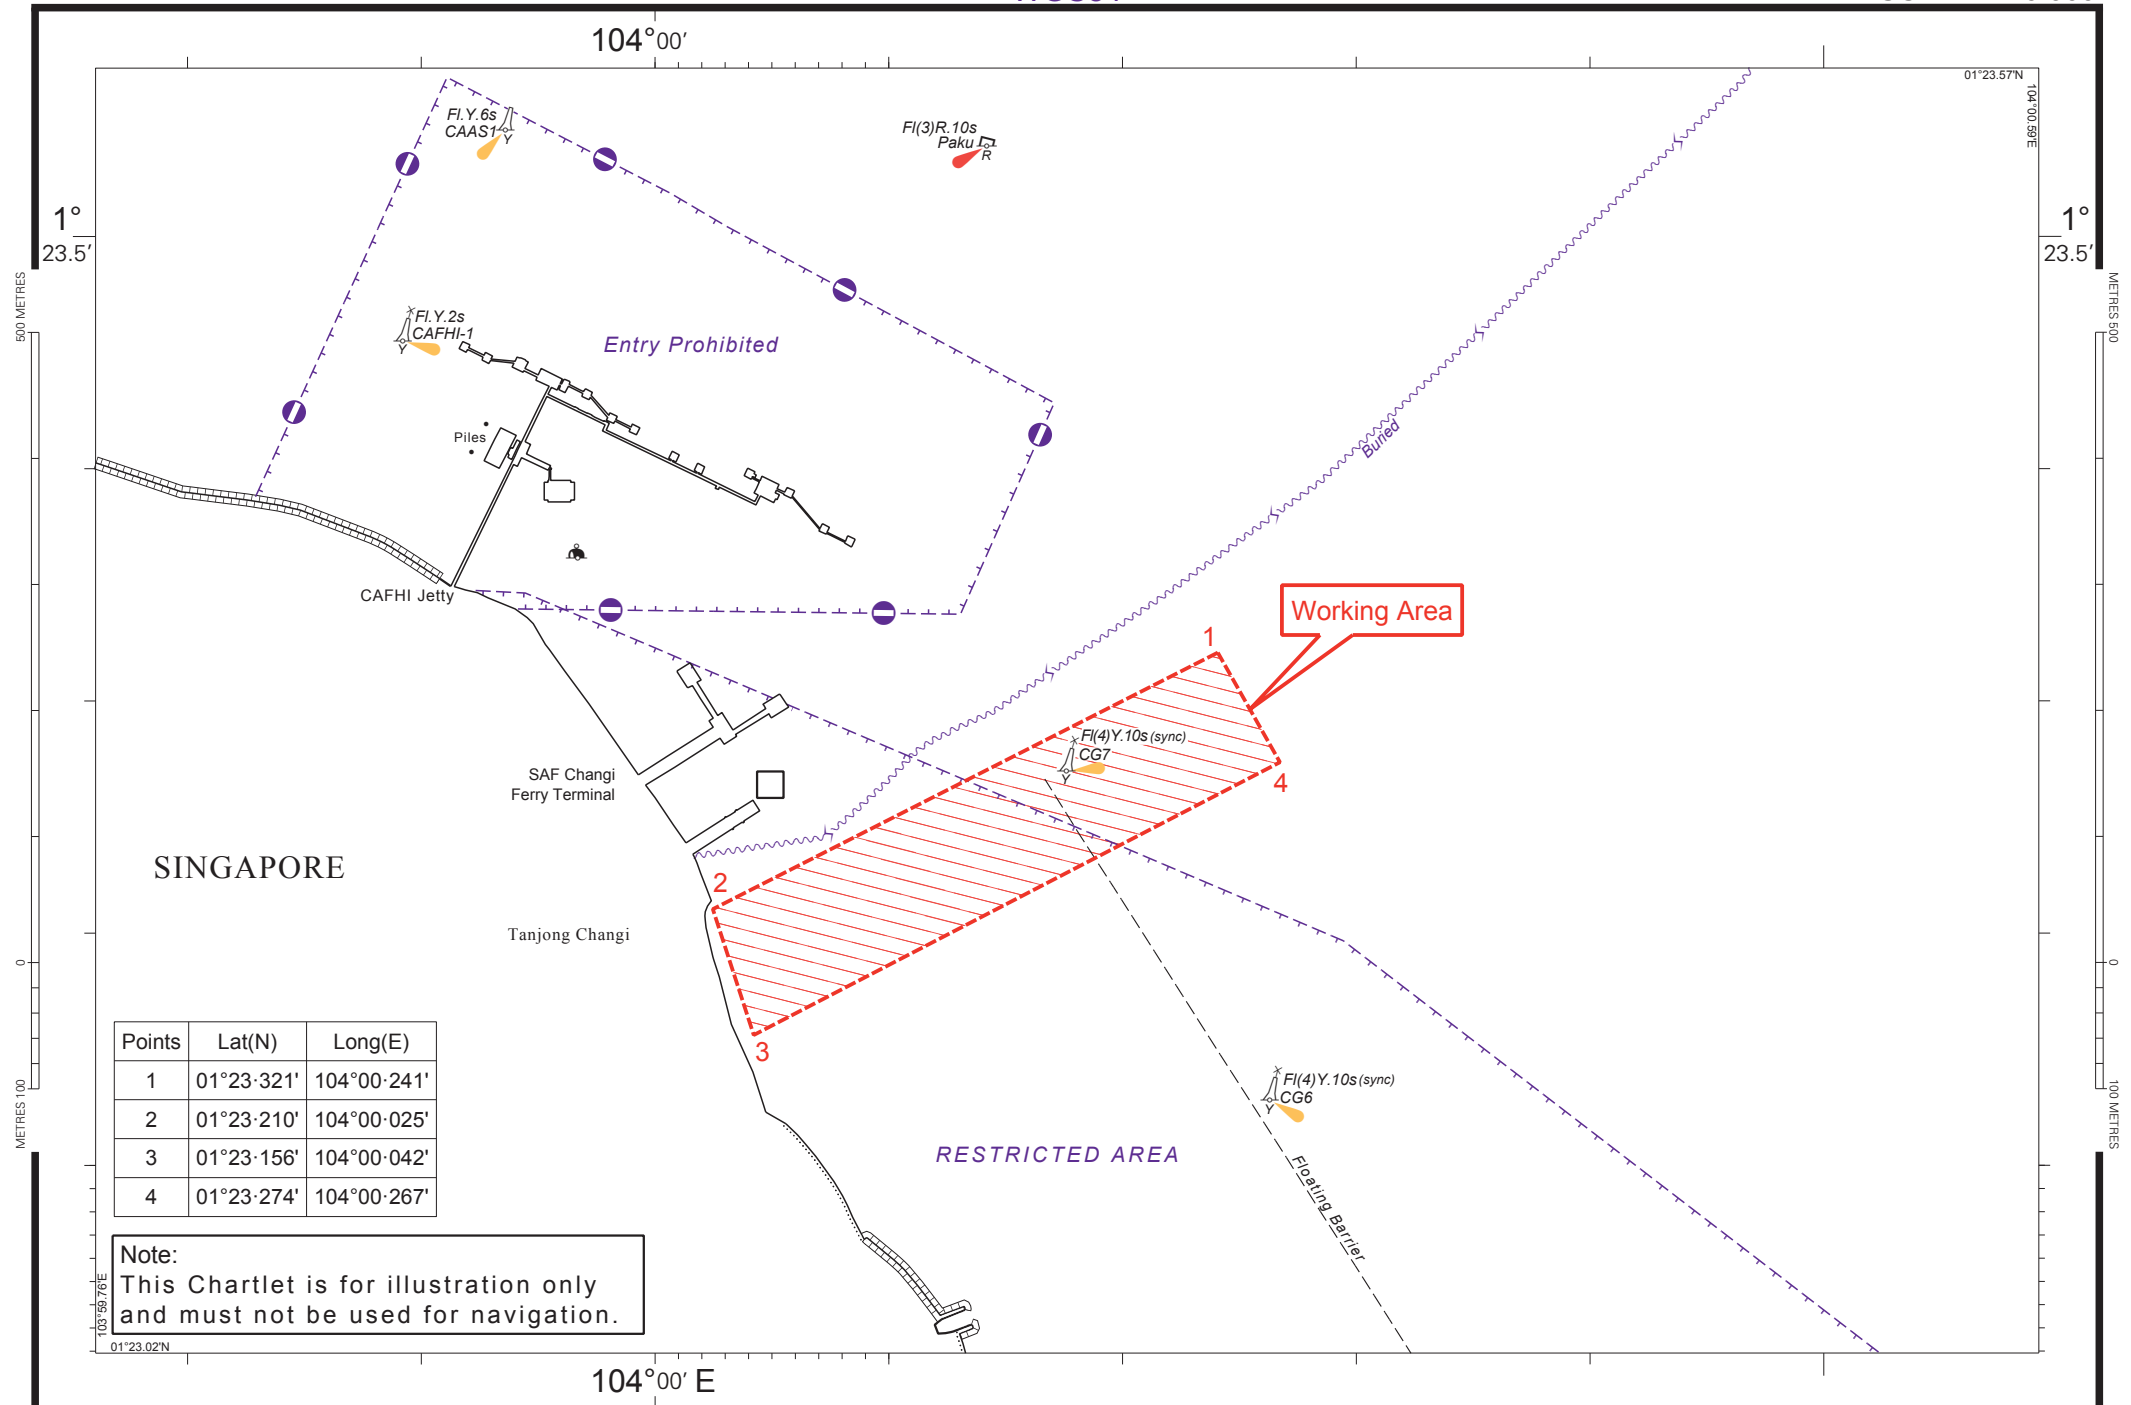 104°00'
01°23.57'N
104°00.59'E
Fl.Y.6s
CAAS1
Y
Fl(3)R.10s
Paku
R
1°
23.5'
1°
23.5'
500 METRES
METRES 500
Fl.Y.2s
CAFHI-1
Y
Entry Prohibited
Piles
Buried
CAFHI Jetty
Working Area
1
Fl(4)Y.10s(sync)
CG7
Y
4
SAF Changi
Ferry Terminal
SINGAPORE
2
Tanjong Changi
0
0
3
Points Lat(N) Long(E)
1 01°23·321' 104°00·241'
2 01°23·210' 104°00·025'
3 01°23·156' 104°00·042'
4 01°23·274' 104°00·267'
METRES 100
100 METRES
Fl(4)Y.10s(sync)
CG6
Y
RESTRICTED AREA
Floating Barrier
Note:
This Chartlet is for illustration only
and must not be used for navigation.
103°59.76'E
01°23.02'N
104°00' E